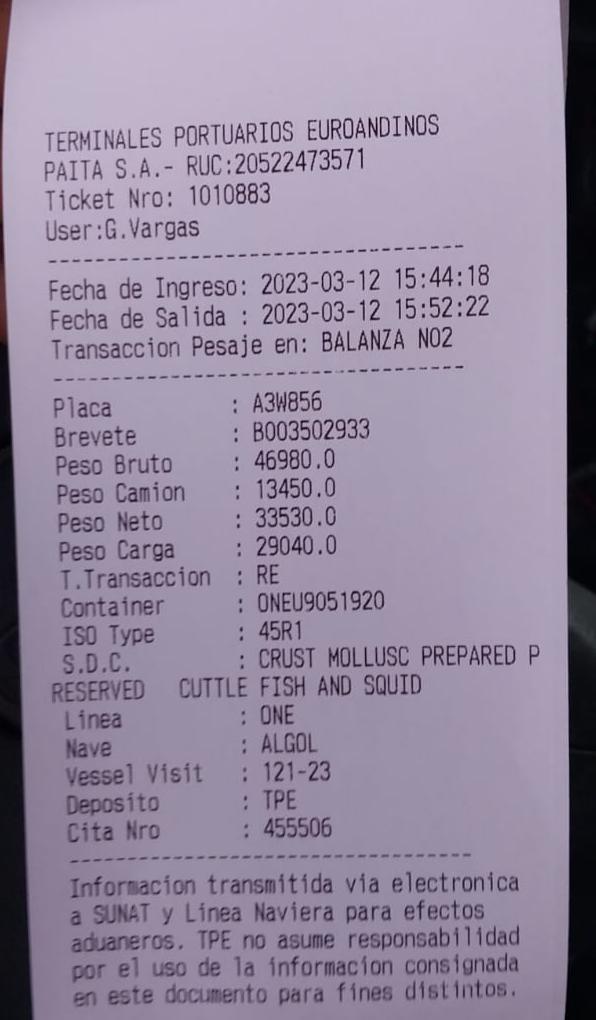 TERMINALES PORTUARIOS EUROANDINOS
PAITA S.A.- RUC:20522473571
Ticket Nro: 1010883
User:G.Vargas
--------------------------------------
Fecha de Ingreso: 2023-03-12 15:44:18
Fecha de Salida : 2023-03-12 15:52:22
Transaccion Pesaje en: BALANZA NO2
--------------------------------------
Placa : A3W856
Brevete : B003502933
Peso Bruto : 46980.0
Peso Camion : 13450.0
Peso Neto : 33530.0
Peso Carga : 29040.0
T.Transaccion : RE
Container : ONEU9051920
ISO Type : 45R1
S.D.C. : CRUST MOLLUSC PREPARED P
RESERVED CUTTLE FISH AND SQUID
Linea : ONE
Nave : ALGOL
Vessel Visit : 121-23
Deposito : TPE
Cita Nro : 455506
--------------------------------------
Informacion transmitida via electronica
a SUNAT y Linea Naviera para efectos
aduaneros. TPE no asume responsabilidad
por el uso de la informacion consignada
en este documento para fines distintos.